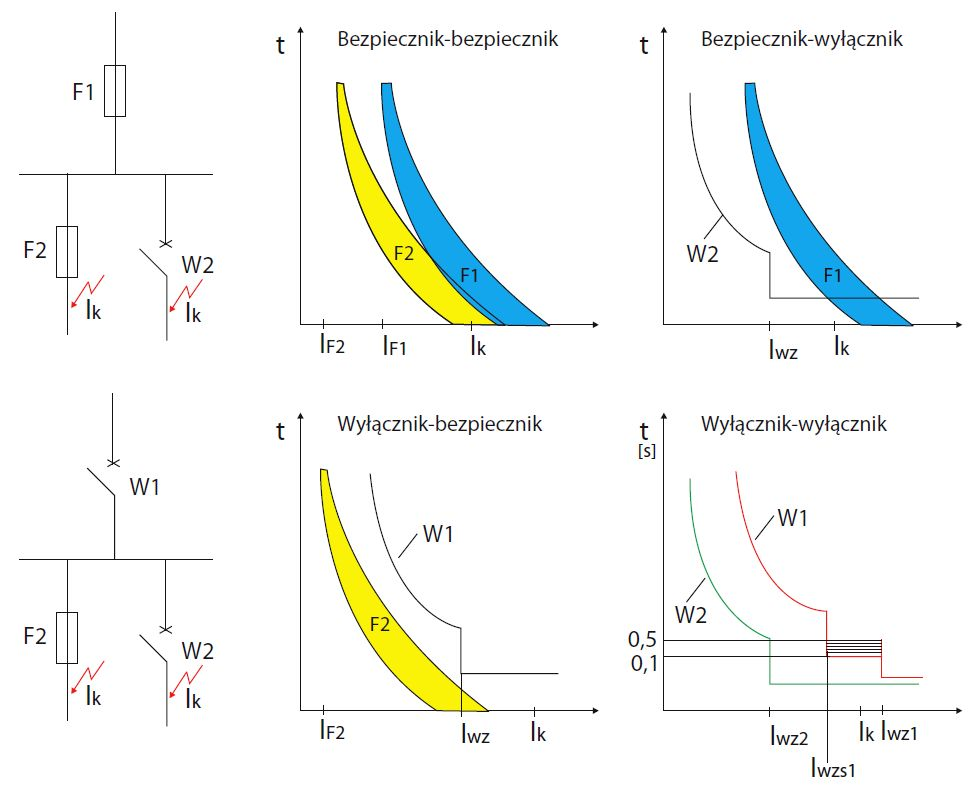 F1
F2
W2
Ik
Ik
t
Bezpiecznik-bezpiecznik
F2
F1
IF2
IF1
Ik
t
Bezpiecznik-wyłącznik
W2
F1
Iwz
Ik
W1
F2
W2
Ik
Ik
t
Wyłącznik-bezpiecznik
W1
F2
IF2
Iwz
Ik
t
[s]
Wyłącznik-wyłącznik
W1
W2
0,5
0,1
Iwz2
Ik
Iwz1
Iwzs1